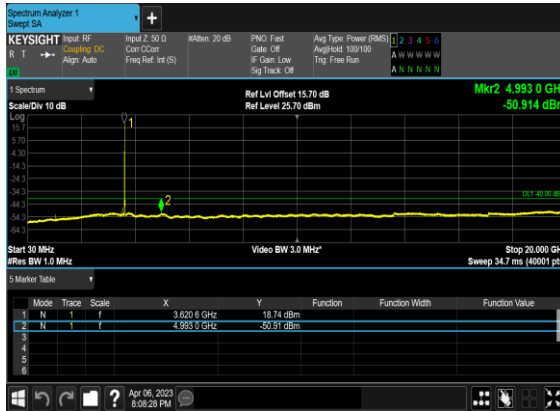 Spectrum Analyzer 1
Swept SA
+
KEYSIGHT Input: RF Input Z: 50 Ω #Atten: 20 dB PNO: Fast Avg Type: Power (RMS) 1 2 3 4 5 6
R T Coupling: DC Corr CCorr Gate: Off Avg|Hold: 100/100 A W W W W W
Align: Auto Freq Ref: Int (S) IF Gain: Low Trig: Free Run
LXI Sig Track: Off A N N N N N
1 Spectrum Ref Lvl Offset 15.70 dB Mkr2 4.993 0 GHz
Scale/Div 10 dB Ref Level 25.70 dBm -50.914 dBm
Log
15.7 1
5.70
-4.30
-14.3
-24.3
-34.3
-44.3 2
-54.3
-64.3
Start 30 MHz Video BW 3.0 MHz* Stop 20.000 GHz
#Res BW 1.0 MHz Sweep 34.7 ms (40001 pts)
5 Marker Table
Mode Trace Scale X Y Function Function Width Function Value
1 N 1 f 3.620 6 GHz 18.74 dBm
2 N 1 f 4.993 0 GHz -50.91 dBm
3
4
5
6
? Apr 06, 2023
8:08:28 PM